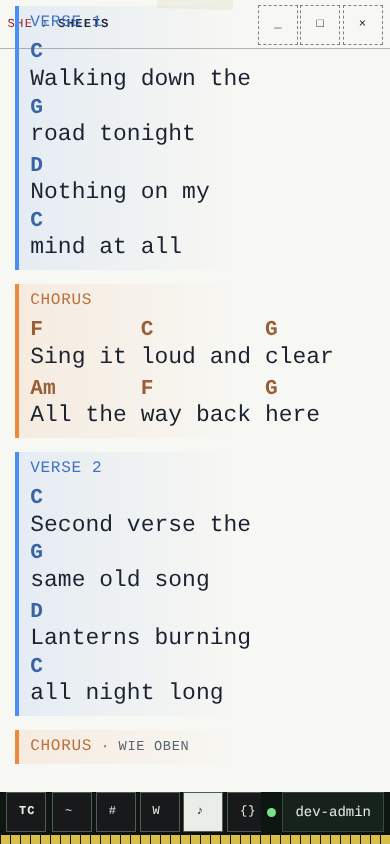 SHE / SHEETS
_ □ ×
VERSE 1
C
Walking down the
G
road tonight
D
Nothing on my
C
mind at all
CHORUS
F C G
Sing it loud and clear
Am F G
All the way back here
VERSE 2
C
Second verse the
G
same old song
D
Lanterns burning
C
all night long
CHORUS · WIE OBEN
TC ~ # W ♪ {} dev-admin